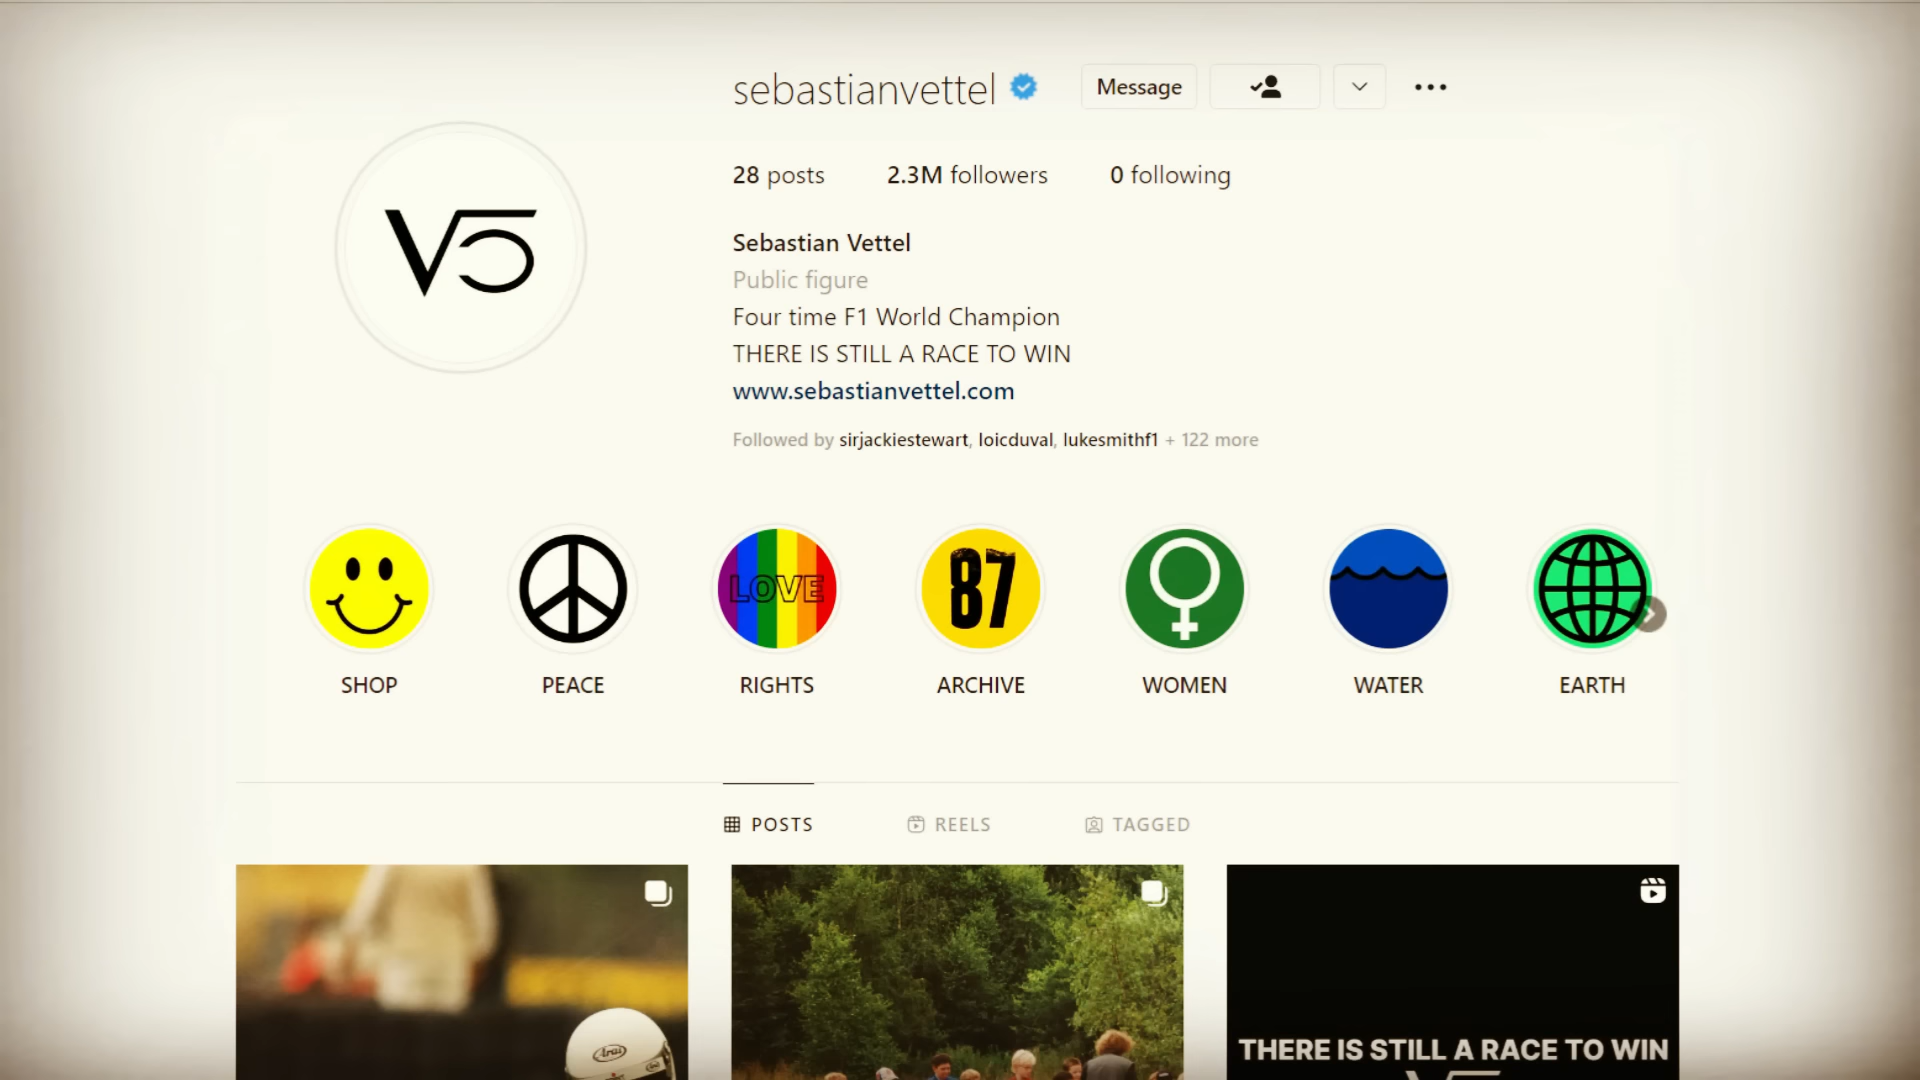 sebastianvettel
Message
28 posts 2.3M followers 0 following
V5
Sebastian Vettel
Public figure
Four time F1 World Champion
THERE IS STILL A RACE TO WIN
www.sebastianvettel.com
Followed by sirjackiestewart, loicduval, lukesmithf1 + 122 more
LOVE
87
SHOP PEACE RIGHTS ARCHIVE WOMEN WATER EARTH
POSTS REELS TAGGED
Arai
THERE IS STILL A RACE TO WIN